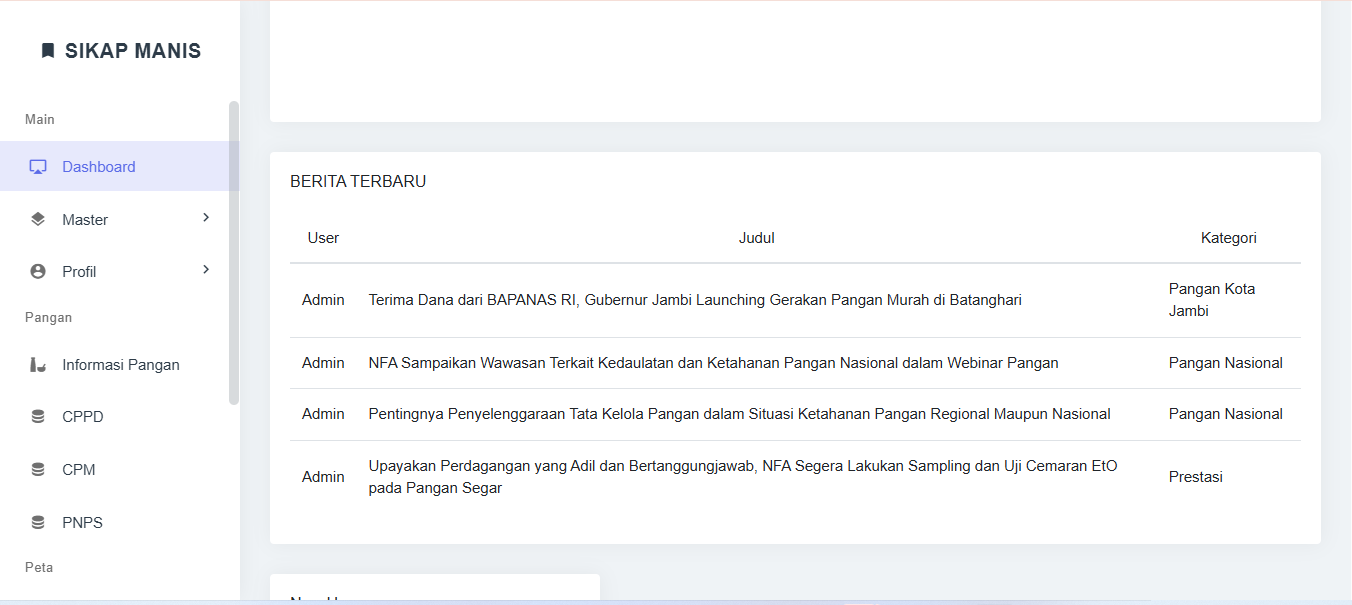 SIKAP MANIS
Main
Dashboard
Master
Profil
Pangan
Informasi Pangan
CPPD
CPM
PNPS
Peta
BERITA TERBARU
User Judul Kategori
Admin Terima Dana dari BAPANAS RI, Gubernur Jambi Launching Gerakan Pangan Murah di Batanghari Pangan Kota
Jambi
Admin NFA Sampaikan Wawasan Terkait Kedaulatan dan Ketahanan Pangan Nasional dalam Webinar Pangan Pangan Nasional
Admin Pentingnya Penyelenggaraan Tata Kelola Pangan dalam Situasi Ketahanan Pangan Regional Maupun Nasional Pangan Nasional
Admin Upayakan Perdagangan yang Adil dan Bertanggungjawab, NFA Segera Lakukan Sampling dan Uji Cemaran EtO
pada Pangan Segar Prestasi